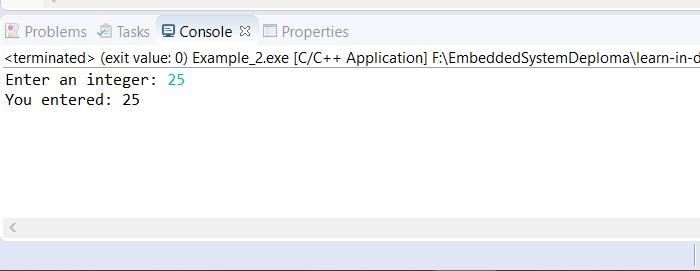 Problems Tasks Console Properties
<terminated> (exit value: 0) Example_2.exe [C/C++ Application] F:\EmbeddedSystemDeploma\learn-in-d
Enter an integer: 25
You entered: 25